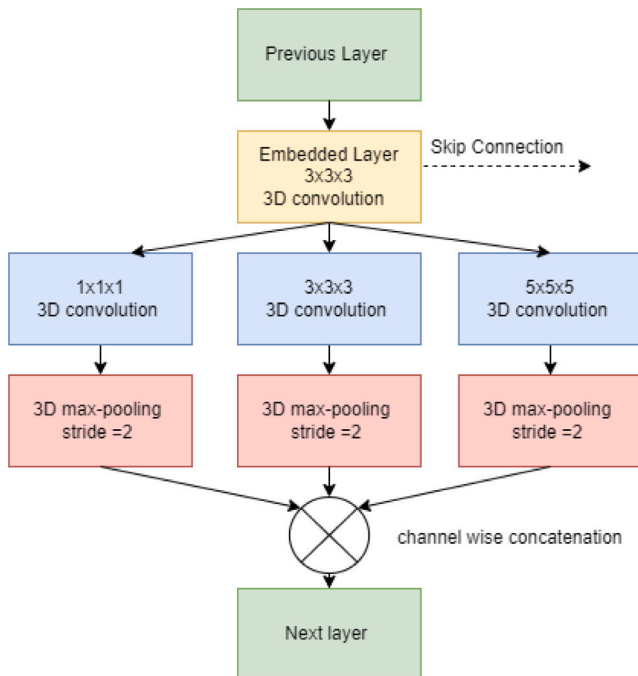 Previous Layer
Embedded Layer
3x3x3
3D convolution
Skip Connection
1x1x1
3D convolution
3x3x3
3D convolution
5x5x5
3D convolution
3D max-pooling
stride =2
3D max-pooling
stride =2
3D max-pooling
stride =2
channel wise concatenation
Next layer